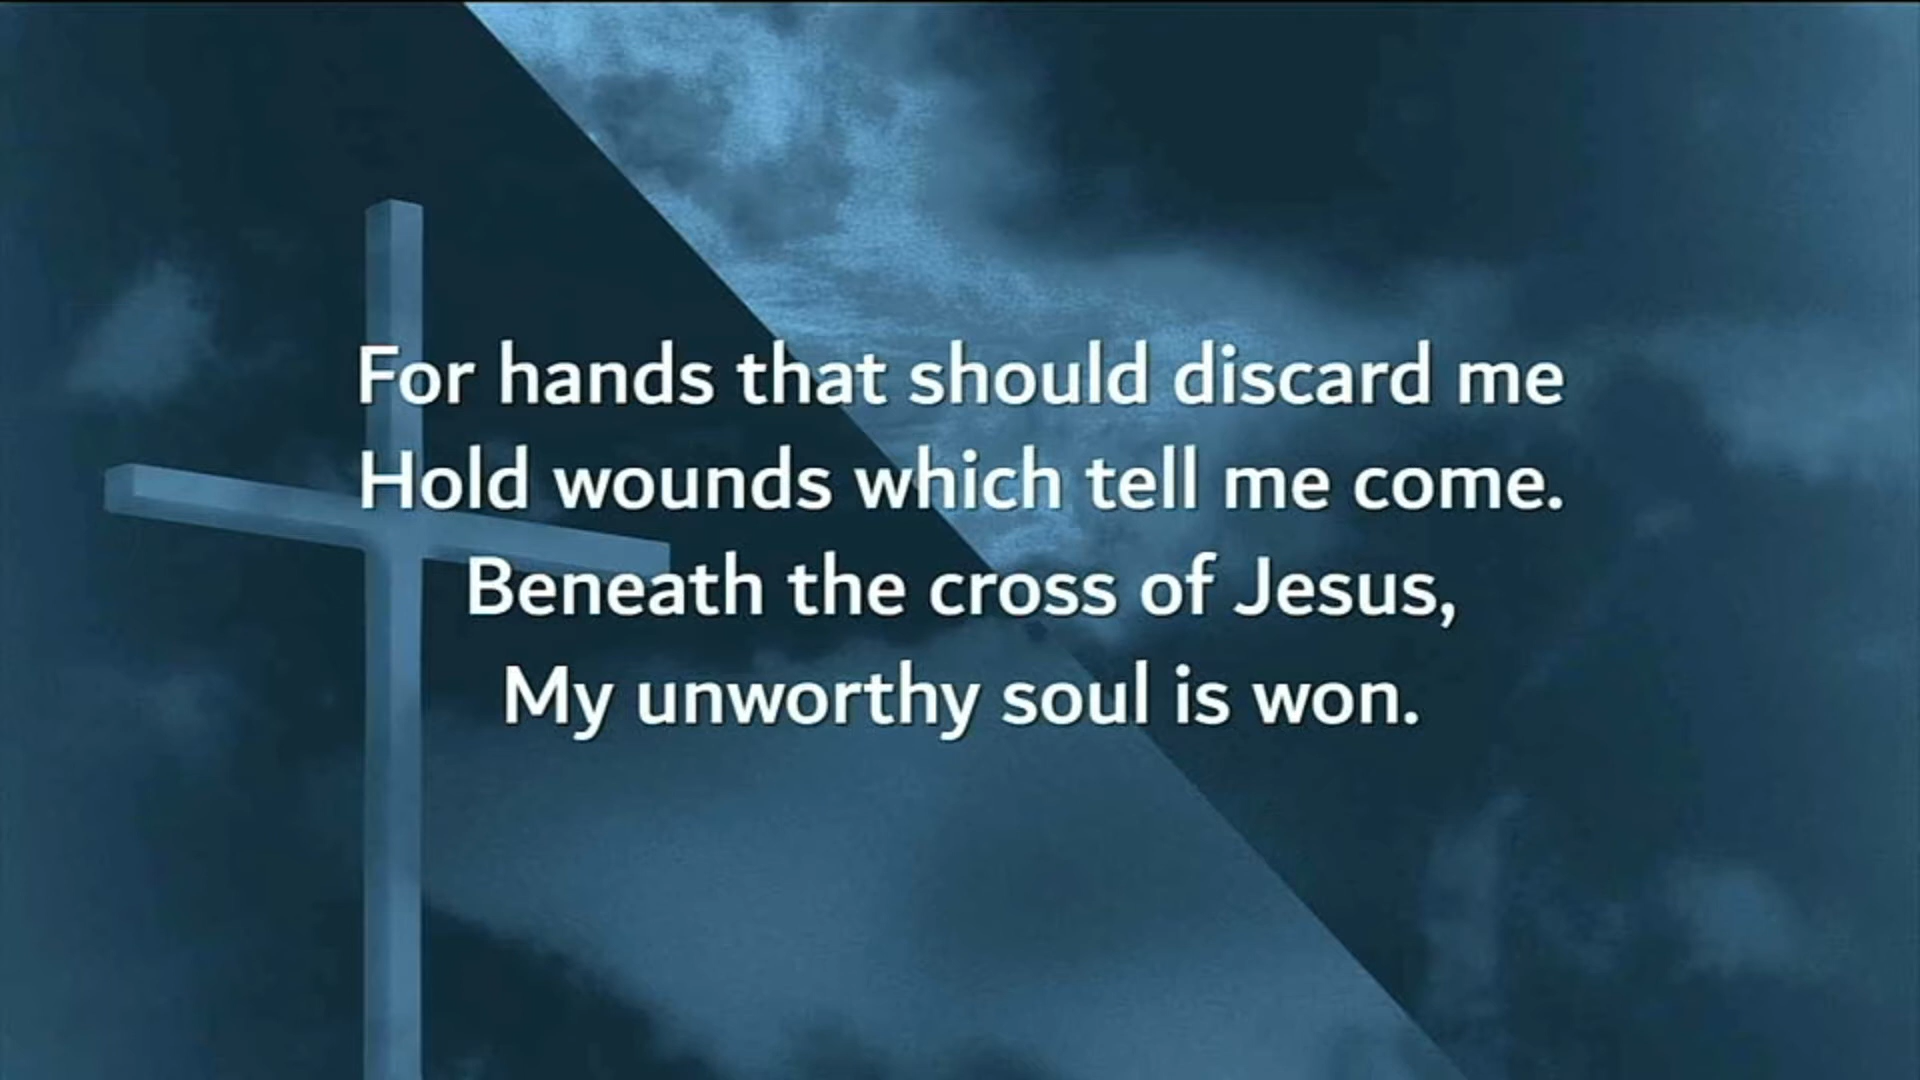 For hands that should discard me
Hold wounds which tell me come.
Beneath the cross of Jesus,
My unworthy soul is won.